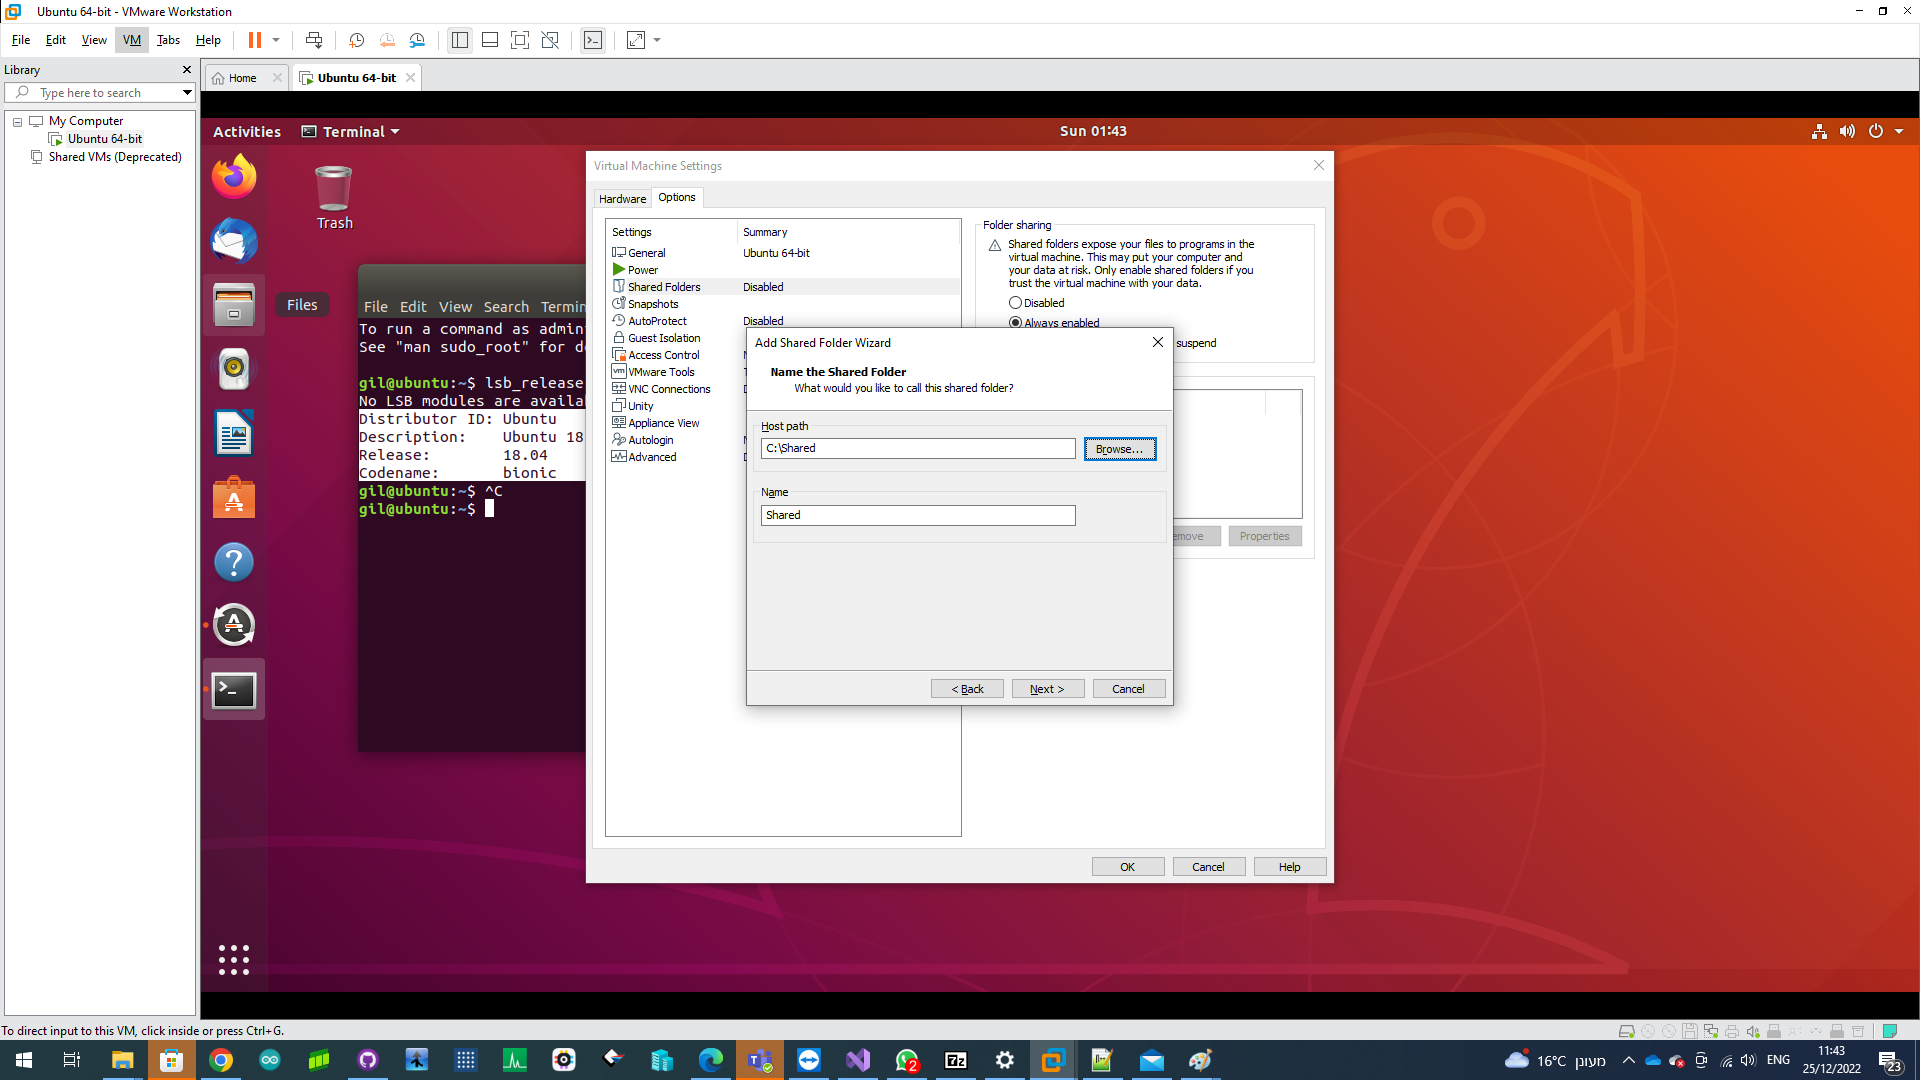 Ubuntu 64-bit - VMware Workstation
File Edit View VM Tabs Help
Library
Type here to search
My Computer
Ubuntu 64-bit
Shared VMs (Deprecated)
Home
Ubuntu 64-bit
Activities
Terminal
Sun 01:43
Trash
Files
File Edit View Search
To run a command as
See "man sudo_root" for
gil@ubuntu:~$ lsb_release
No LSB modules are
Distributor ID: Ubuntu
Description: Ubuntu 18
Release: 18.04
Codename: bionic
gil@ubuntu:~$ ^C
gil@ubuntu:~$
Virtual Machine Settings
Hardware Options
Settings Summary
General Ubuntu 64-bit
Power
Shared Folders Disabled
Snapshots
AutoProtect Disabled
Guest Isolation
Access Control
VMware Tools
VNC Connections
Unity
Appliance View
Autologin
Advanced
Folder sharing
Shared folders expose your files to programs in the
virtual machine. This may put your computer and
your data at risk. Only enable shared folders if you
trust the virtual machine with your data.
Disabled
Always enabled
suspend
Properties
Add Shared Folder Wizard
Name the Shared Folder
What would you like to call this shared folder?
Host path
C:\Shared
Browse...
Name
Shared
< Back
Next >
Cancel
OK
Cancel
Help
To direct input to this VM, click inside or press Ctrl+G.
7z
2
16°C מעונן
ENG
11:43
25/12/2022
23